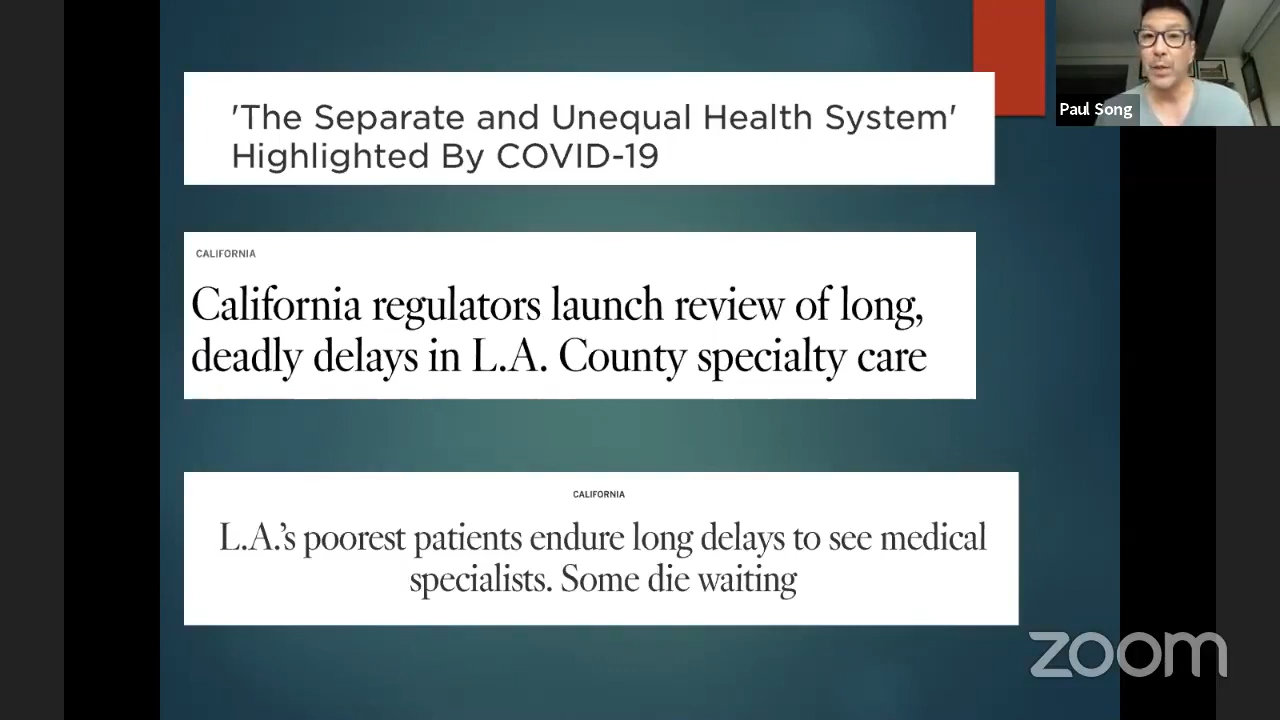 'The Separate and Unequal Health System'
Highlighted By COVID-19
Paul Song
CALIFORNIA
California regulators launch review of long,
deadly delays in L.A. County specialty care
CALIFORNIA
L.A.’s poorest patients endure long delays to see medical
specialists. Some die waiting
zoom